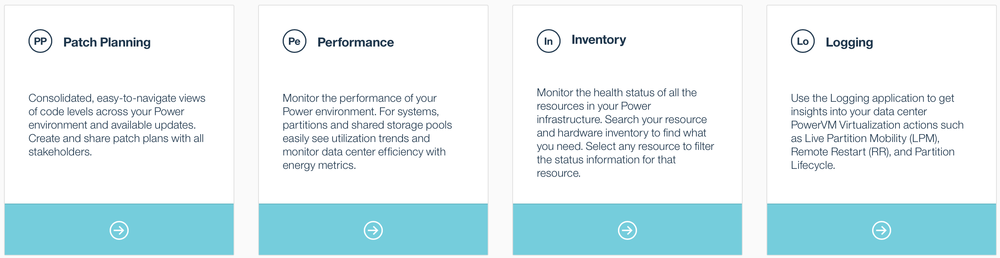 PP
Patch Planning
Consolidated, easy-to-navigate views
of code levels across your Power
environment and available updates.
Create and share patch plans with all
stakeholders.
Pe
Performance
Monitor the performance of your
Power environment. For systems,
partitions and shared storage pools
easily see utilization trends and
monitor data center efficiency with
energy metrics.
In
Inventory
Monitor the health status of all the
resources in your Power
infrastructure. Search your resource
and hardware inventory to find what
you need. Select any resource to filter
the status information for that
resource.
Lo
Logging
Use the Logging application to get
insights into your data center
PowerVM Virtualization actions such
as Live Partition Mobility (LPM),
Remote Restart (RR), and Partition
Lifecycle.